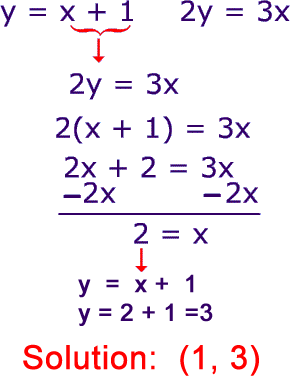 y = x + 1 2y = 3x
2y = 3x
2(x + 1) = 3x
2x + 2 = 3x
−2x −2x
2 = x
y = x + 1
y = 2 + 1 =3
Solution: (1, 3)